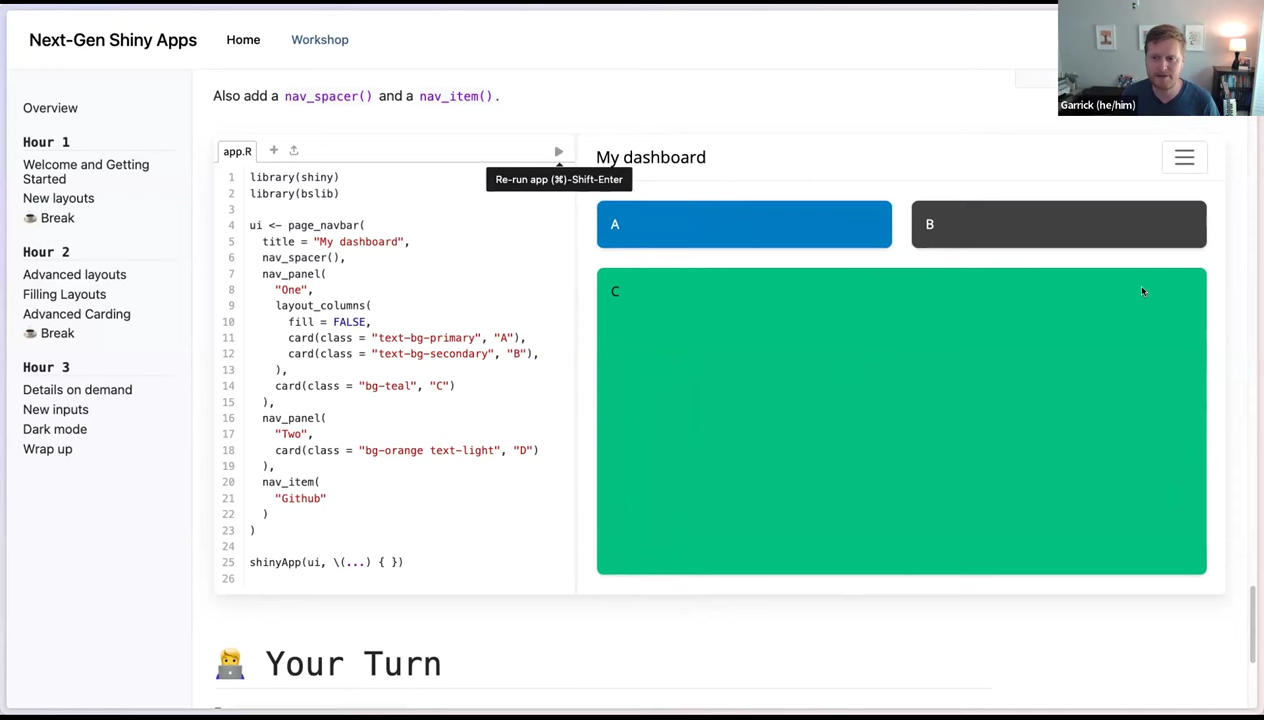 Next-Gen Shiny Apps
Home
Workshop
Garrick (he/him)
Overview
Hour 1
Welcome and Getting
Started
New layouts
☕ Break
Hour 2
Advanced layouts
Filling Layouts
Advanced Carding
☕ Break
Hour 3
Details on demand
New inputs
Dark mode
Wrap up
Also add a nav_spacer() and a nav_item().
app.R
Re-run app (⌘)-Shift-Enter
1 library(shiny)
2 library(bslib)
3
4 ui <- page_navbar(
5   title = "My dashboard",
6   nav_spacer(),
7   nav_panel(
8     "One",
9     layout_columns(
10       fill = FALSE,
11       card(class = "text-bg-primary", "A"),
12       card(class = "text-bg-secondary", "B"),
13     ),
14     card(class = "bg-teal", "C")
15   ),
16   nav_panel(
17     "Two",
18     card(class = "bg-orange text-light", "D")
19   ),
20   nav_item(
21     "Github"
22   )
23 )
24
25 shinyApp(ui, \(...) { })
26
My dashboard
A
B
C
Your Turn